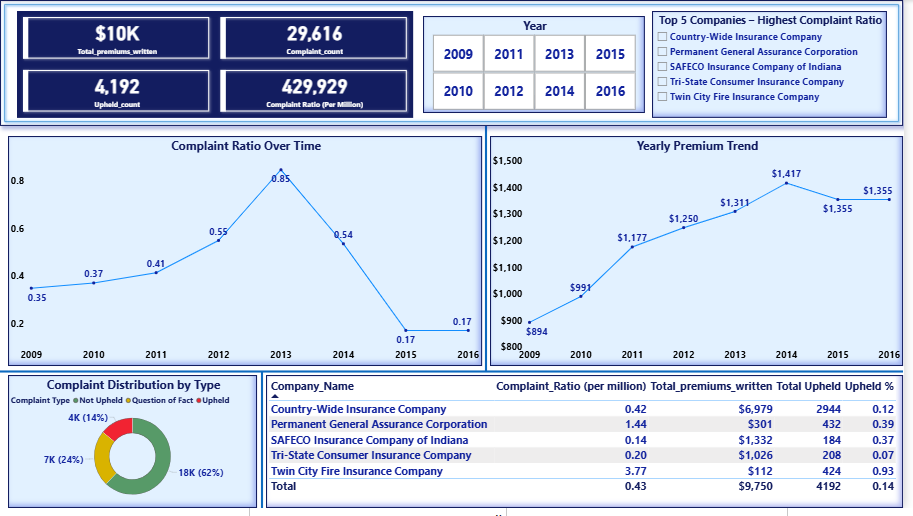 $10K
Total_premiums_written
29,616
Complaint_count
4,192
Upheld_count
429,929
Complaint Ratio (Per Million)
Year
2009 2011 2013 2015
2010 2012 2014 2016
Top 5 Companies – Highest Complaint Ratio
Country-Wide Insurance Company
Permanent General Assurance Corporation
SAFECO Insurance Company of Indiana
Tri-State Consumer Insurance Company
Twin City Fire Insurance Company
Complaint Ratio Over Time
0.8
0.6
0.4
0.2
0.35
0.37
0.41
0.55
0.85
0.54
0.17
0.17
2009 2010 2011 2012 2013 2014 2015 2016
Yearly Premium Trend
$1,500
$1,400
$1,300
$1,200
$1,100
$1,000
$900
$800
$894
$991
$1,177
$1,250
$1,311
$1,417
$1,355
$1,355
2009 2010 2011 2012 2013 2014 2015 2016
Complaint Distribution by Type
Complaint Type Not Upheld Question of Fact Upheld
4K (14%)
7K (24%)
18K (62%)
Company_Name Complaint_Ratio (per million) Total_premiums_written Total Upheld Upheld %
Country-Wide Insurance Company 0.42 $6,979 2944 0.12
Permanent General Assurance Corporation 1.44 $301 432 0.39
SAFECO Insurance Company of Indiana 0.14 $1,332 184 0.37
Tri-State Consumer Insurance Company 0.20 $1,026 208 0.07
Twin City Fire Insurance Company 3.77 $112 424 0.93
Total 0.43 $9,750 4192 0.14